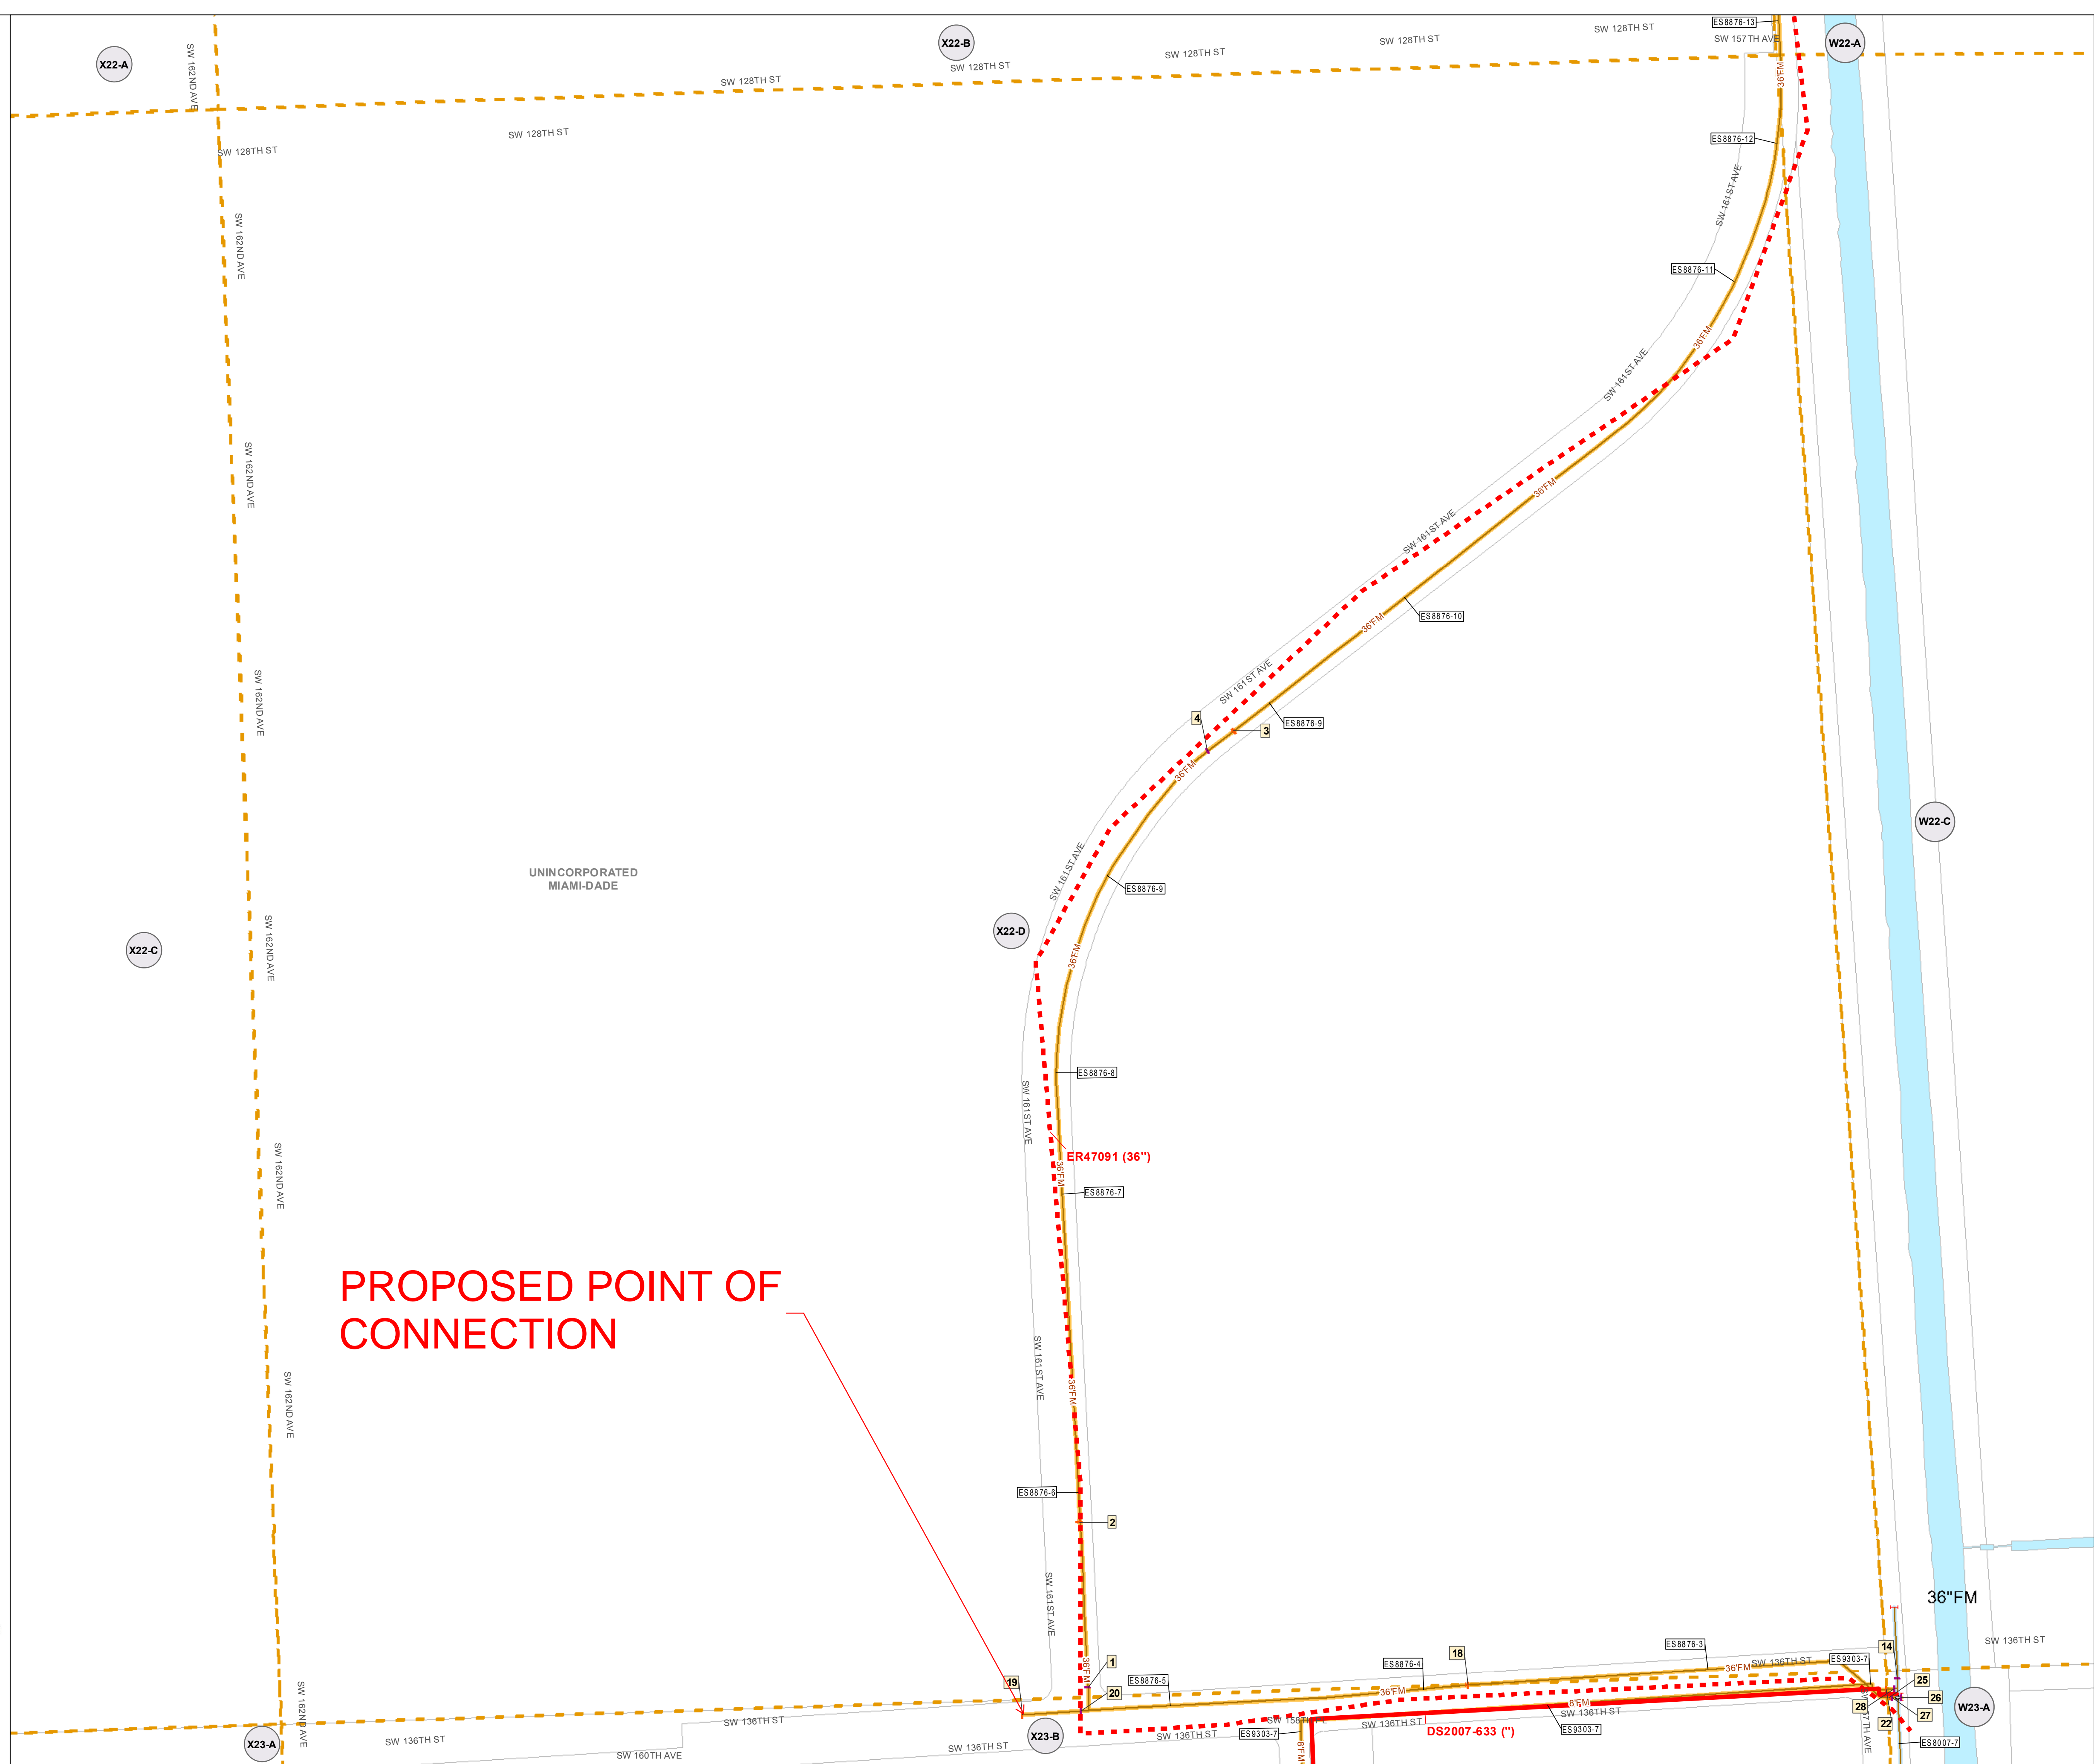 ES8876-13
SW 128TH ST
SW 157TH AVE
X22-B
SW 128TH ST
W22-A
SW 128TH ST
X22-A
SW 162ND AVE
SW 128TH ST
SW 128TH ST
36"FM
SW 128TH ST
ES8876-12
SW 128TH ST
SW 161ST AVE
SW 162ND AVE
ES8876-11
36"FM
SW 161ST AVE
SW 162ND AVE
36"FM
SW 161ST AVE
ES8876-10
36"FM
SW 161ST AVE
SW 162ND AVE
4
ES8876-9
3
36"FM
W22-C
UNINCORPORATED
MIAMI-DADE
SW 161ST AVE
ES8876-9
X22-D
X22-C
SW 162ND AVE
36"FM
ES8876-8
SW 161ST AVE
ER47091 (36")
36"FM
SW 162ND AVE
ES8876-7
PROPOSED POINT OF
CONNECTION
SW 161ST AVE
36"FM
SW 162ND AVE
ES8876-6
2
36"FM
SW 161ST AVE
SW 136TH ST
ES8876-3
14
18
1
ES9303-7
SW 136TH ST
36"FM
ES8876-4
36"FM
19
ES8876-5
25
36"FM
20
26
W23-A
SW 162ND AVE
8"FM
28
27
SW 136TH ST
22
SW 136TH ST
SW 158TH PL
SW 136TH ST
DS2007-633 (")
ES9303-7
ES9303-7
SW 136TH ST
X23-B
SW 136TH ST
X23-A
ES8007-7
SW 136TH ST
SW 160TH AVE
8"FM